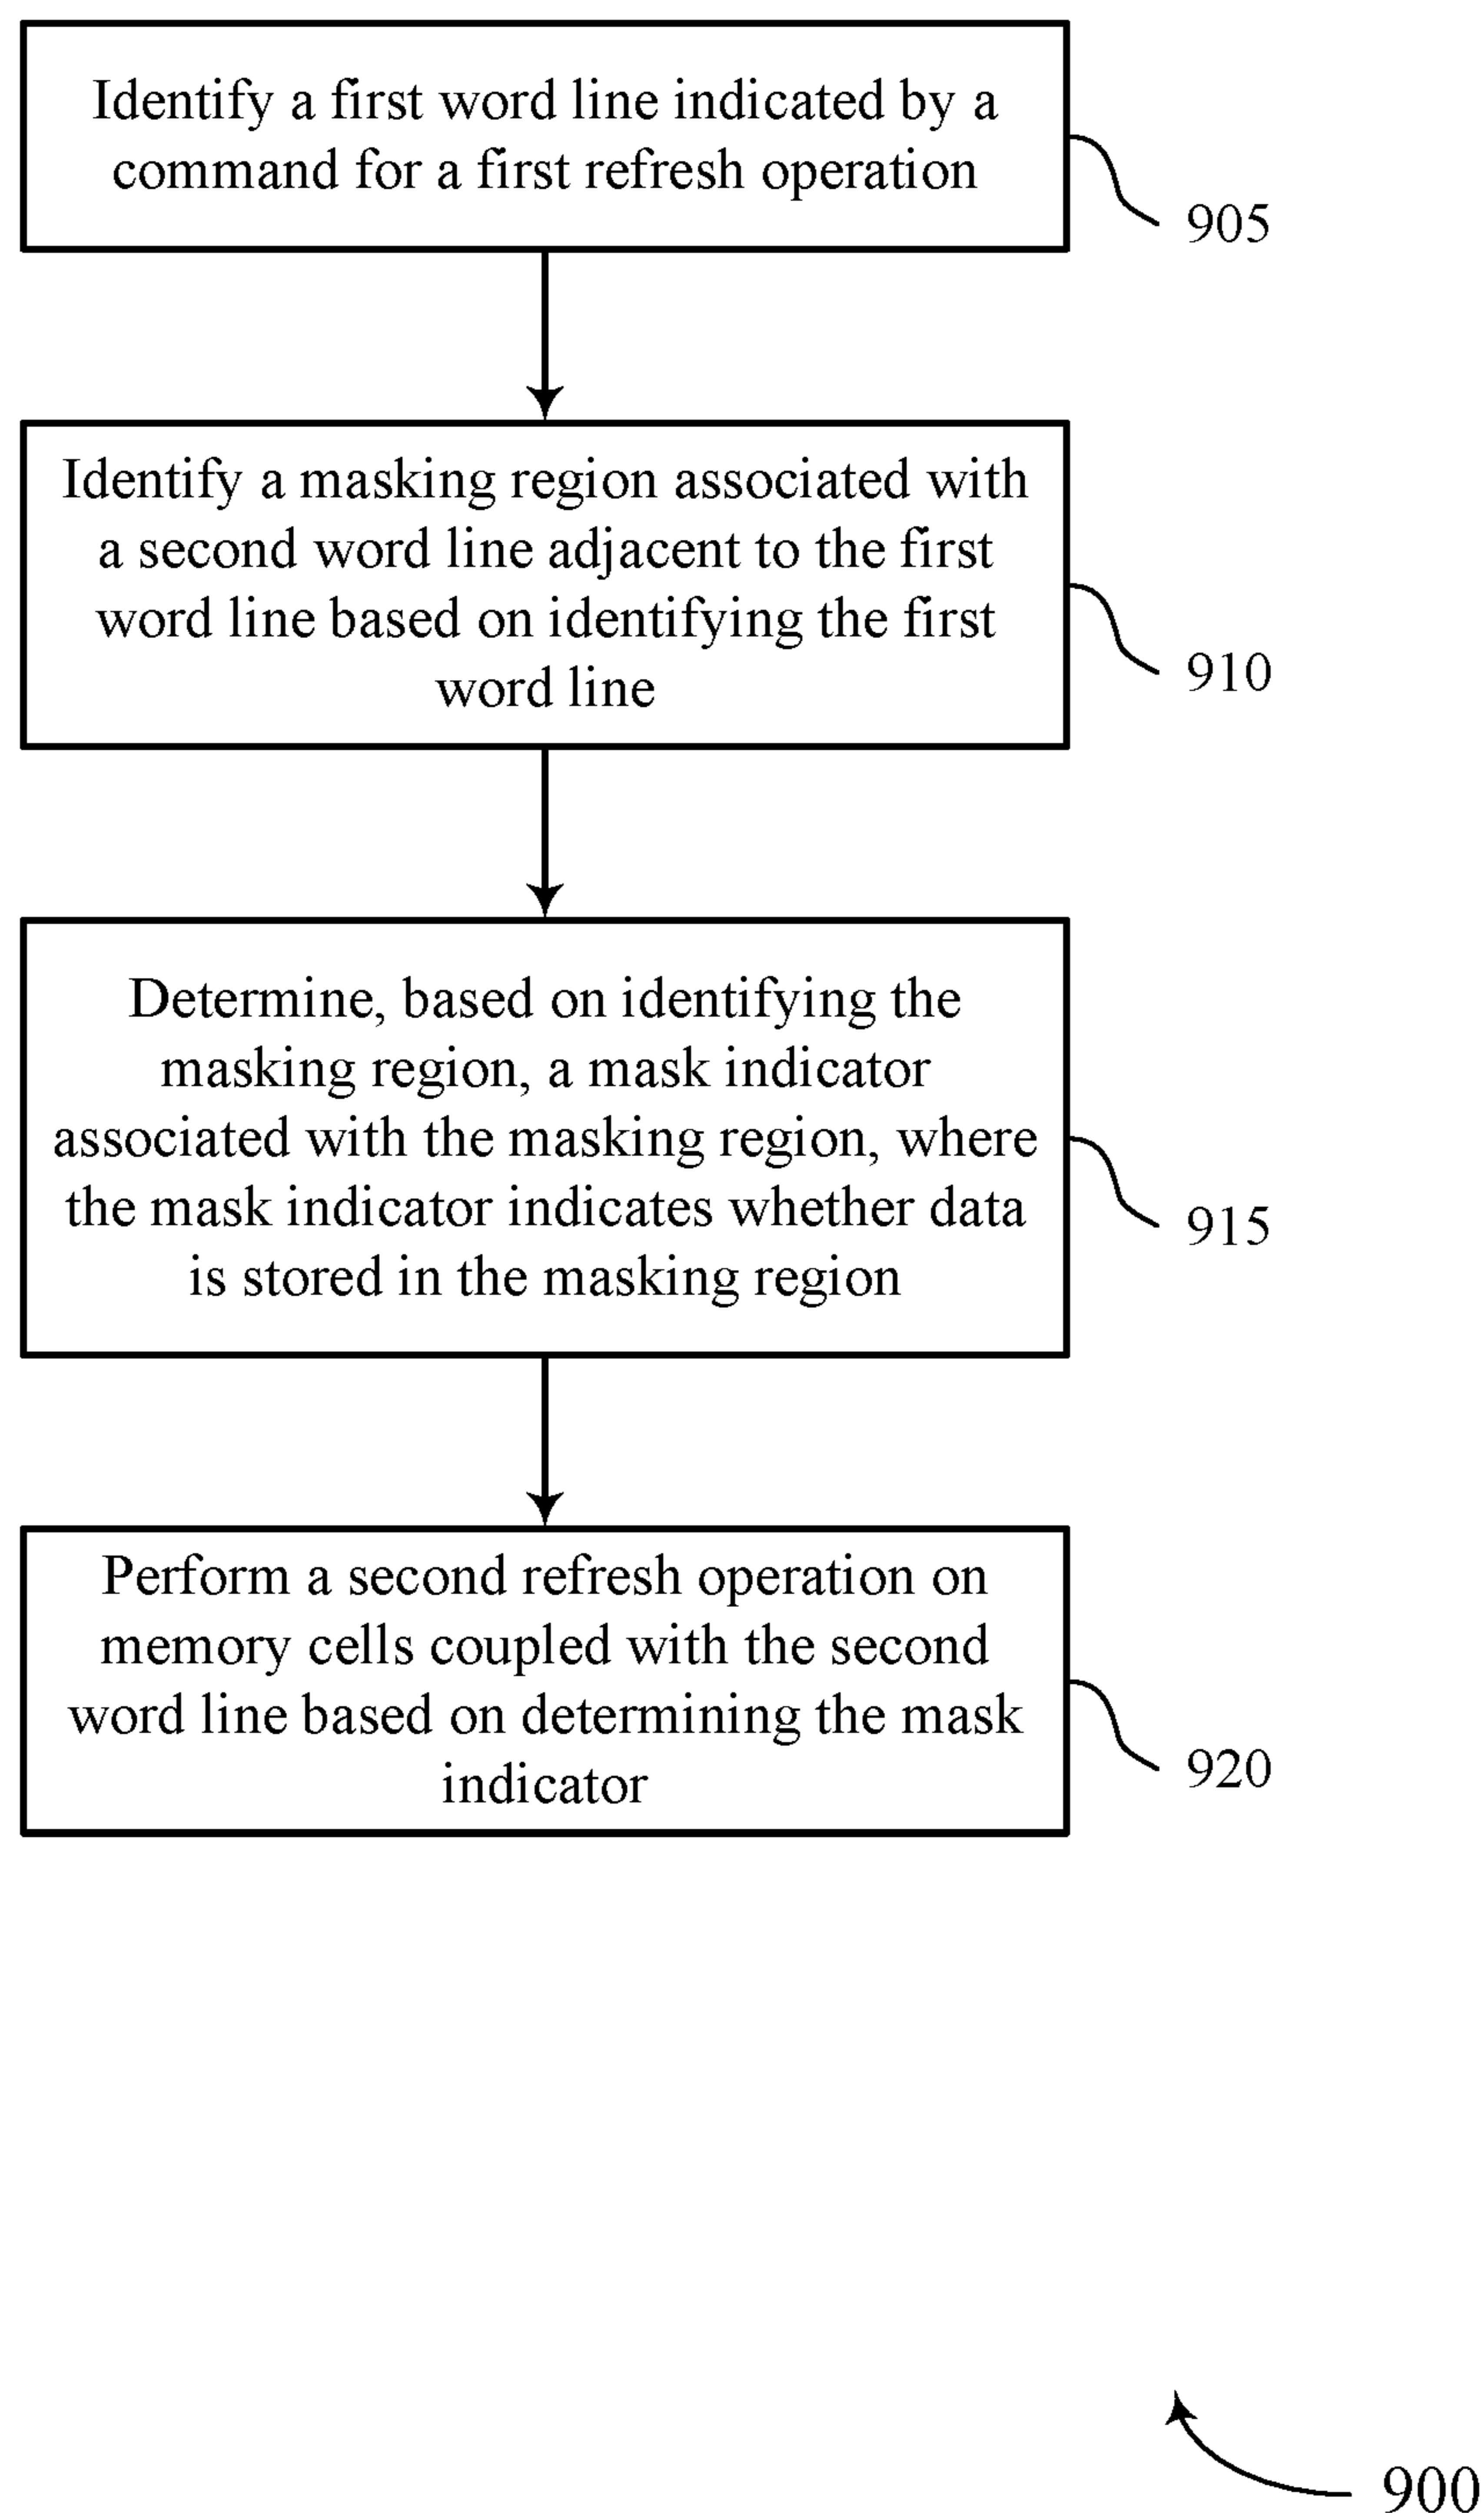 Identify a first word line indicated by a
command for a first refresh operation
905
Identify a masking region associated with
a second word line adjacent to the first
word line based on identifying the first
word line
910
Determine, based on identifying the
masking region, a mask indicator
associated with the masking region, where
the mask indicator indicates whether data
is stored in the masking region
915
Perform a second refresh operation on
memory cells coupled with the second
word line based on determining the mask
indicator
920
900